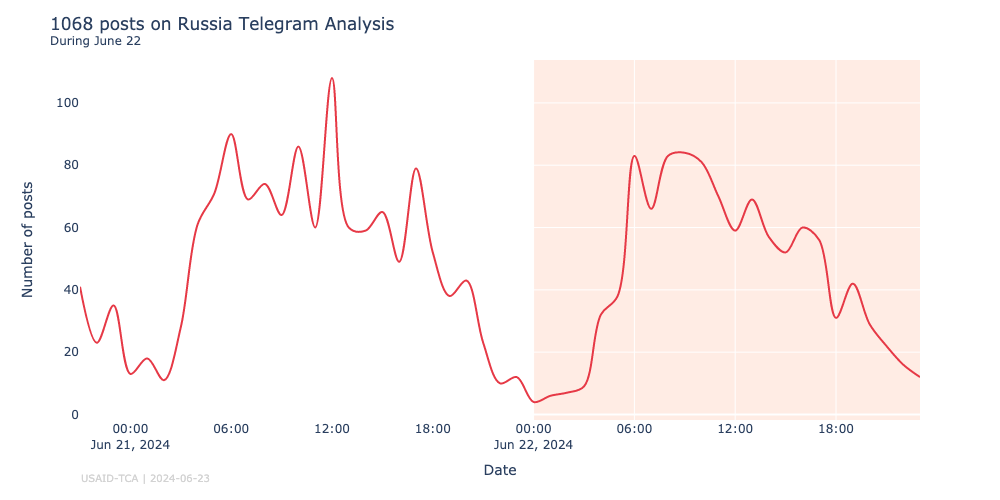 1068 posts on Russia Telegram Analysis
During June 22
Number of posts
100
80
60
40
20
0
00:00 06:00 12:00 18:00 00:00 06:00 12:00 18:00
Jun 21, 2024 Jun 22, 2024
Date
USAID-TCA | 2024-06-23